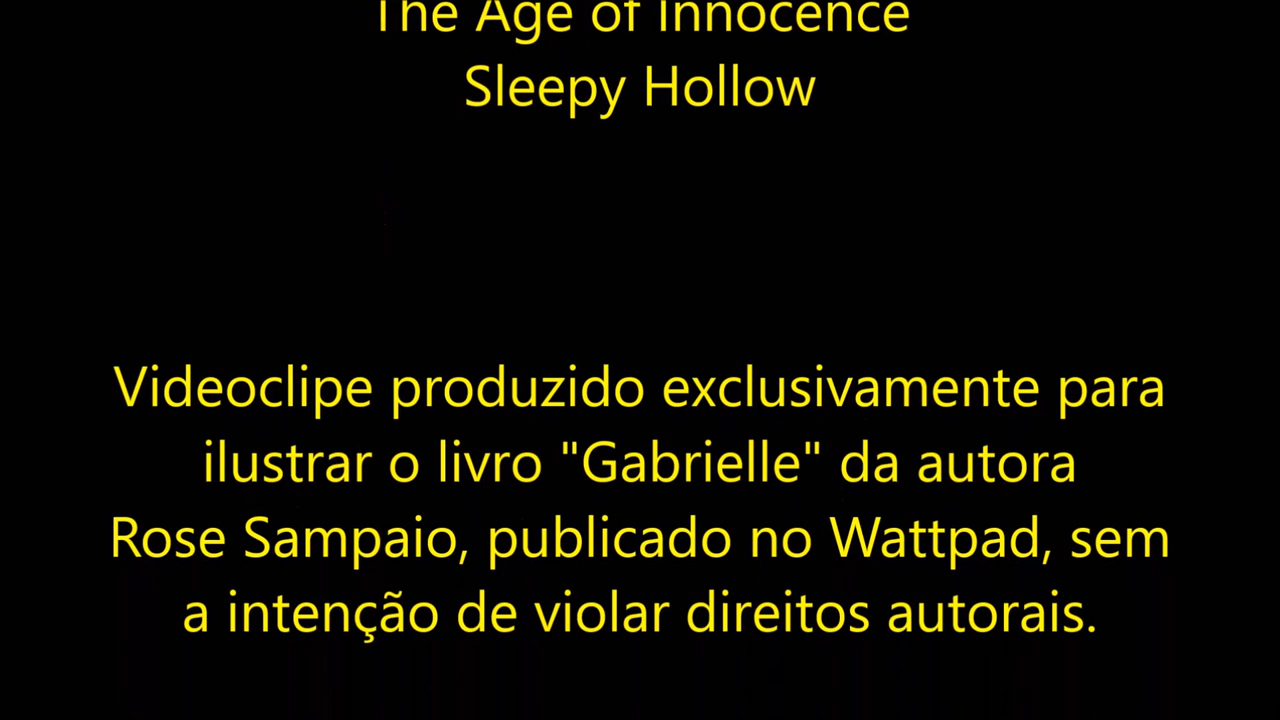 The Age of Innocence
Sleepy Hollow
Videoclipe produzido exclusivamente para
ilustrar o livro "Gabrielle" da autora
Rose Sampaio, publicado no Wattpad, sem
a intenção de violar direitos autorais.